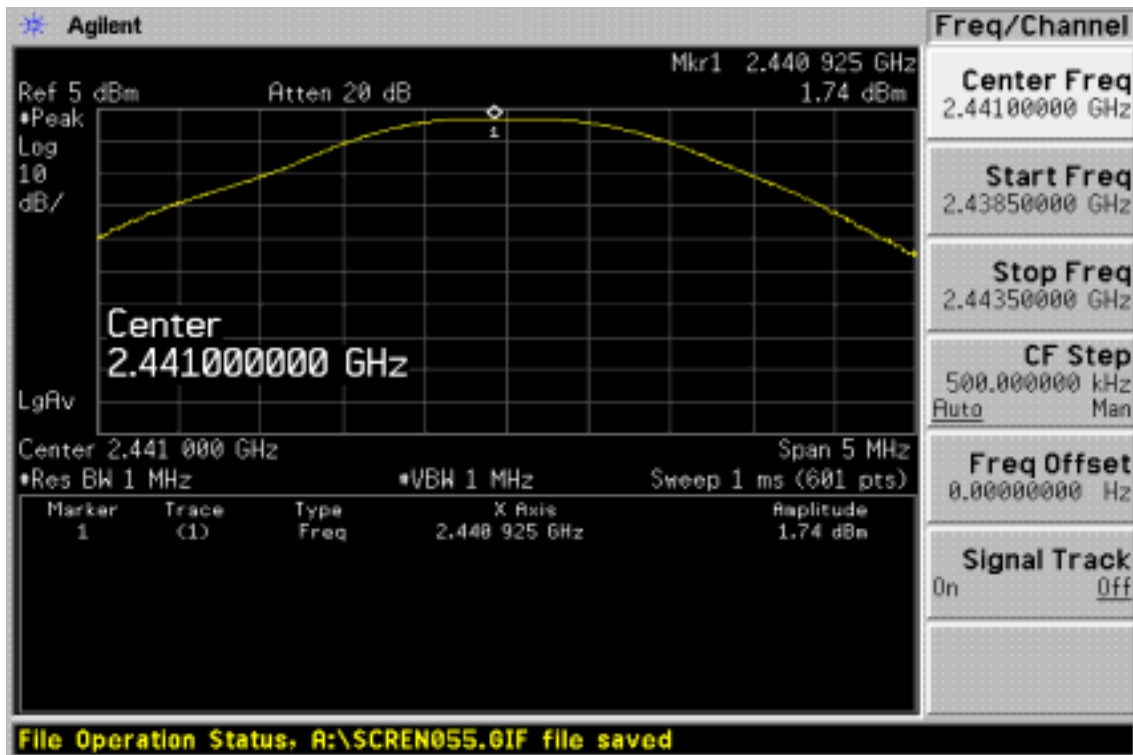 Agilent
Freq/Channel
Mkr1 2.440 925 GHz
Ref 5 dBm Atten 20 dB 1.74 dBm
#Peak
Log
10
dB/
1
Center
2.441000000 GHz
LgAv
Center 2.441 000 GHz Span 5 MHz
#Res BW 1 MHz #VBW 1 MHz Sweep 1 ms (601 pts)
Marker Trace Type X Axis Amplitude
1 (1) Freq 2.440 925 GHz 1.74 dBm
Center Freq
2.44100000 GHz
Start Freq
2.43850000 GHz
Stop Freq
2.44350000 GHz
CF Step
500.000000 kHz
Auto Man
Freq Offset
0.00000000 Hz
Signal Track
On Off
File Operation Status, A:\SCREN055.GIF file saved